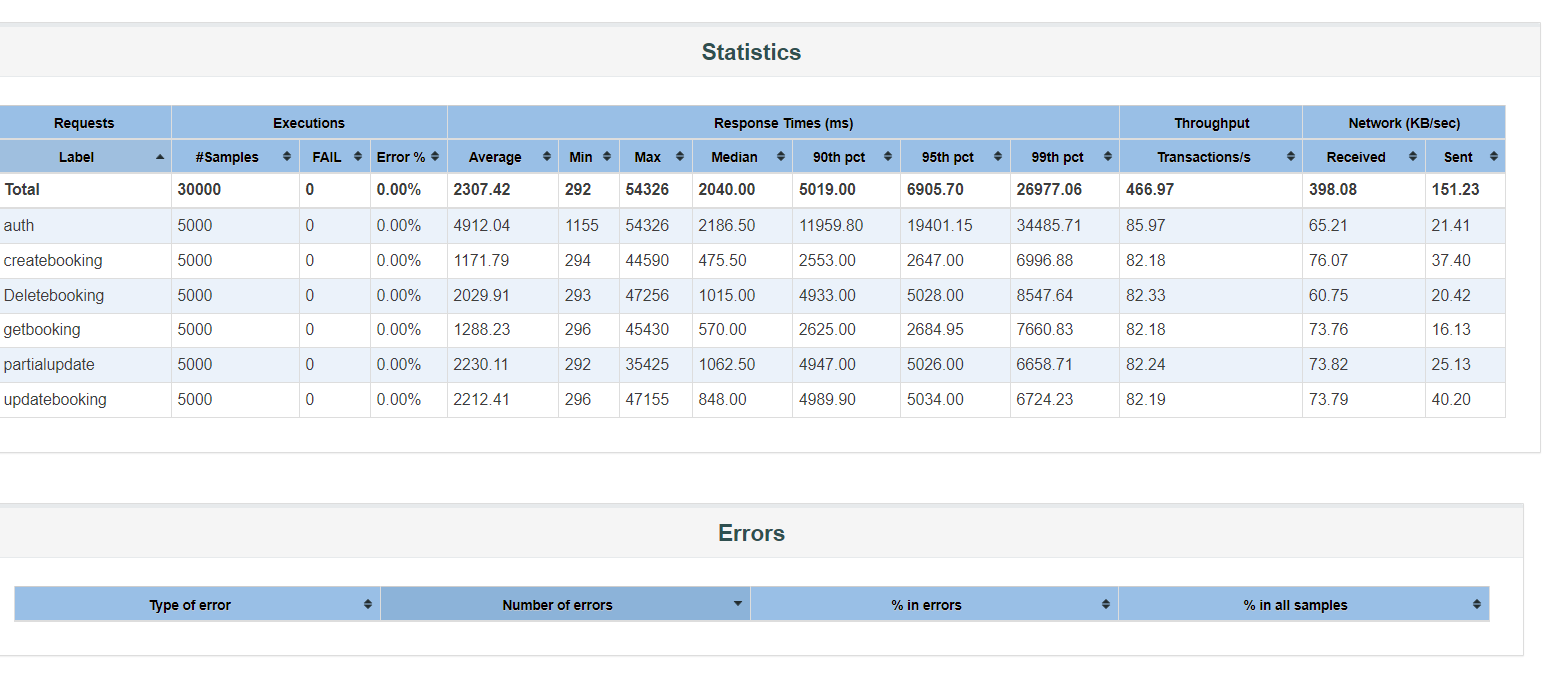 Statistics
Requests Executions Response Times (ms) Throughput Network (KB/sec)
Label #Samples FAIL Error % Average Min Max Median 90th pct 95th pct 99th pct Transactions/s Received Sent
Total 30000 0 0.00% 2307.42 292 54326 2040.00 5019.00 6905.70 26977.06 466.97 398.08 151.23
auth 5000 0 0.00% 4912.04 1155 54326 2186.50 11959.80 19401.15 34485.71 85.97 65.21 21.41
createbooking 5000 0 0.00% 1171.79 294 44590 475.50 2553.00 2647.00 6996.88 82.18 76.07 37.40
Deletebooking 5000 0 0.00% 2029.91 293 47256 1015.00 4933.00 5028.00 8547.64 82.33 60.75 20.42
getbooking 5000 0 0.00% 1288.23 296 45430 570.00 2625.00 2684.95 7660.83 82.18 73.76 16.13
partialupdate 5000 0 0.00% 2230.11 292 35425 1062.50 4947.00 5026.00 6658.71 82.24 73.82 25.13
updatebooking 5000 0 0.00% 2212.41 296 47155 848.00 4989.90 5034.00 6724.23 82.19 73.79 40.20
Errors
Type of error Number of errors % in errors % in all samples